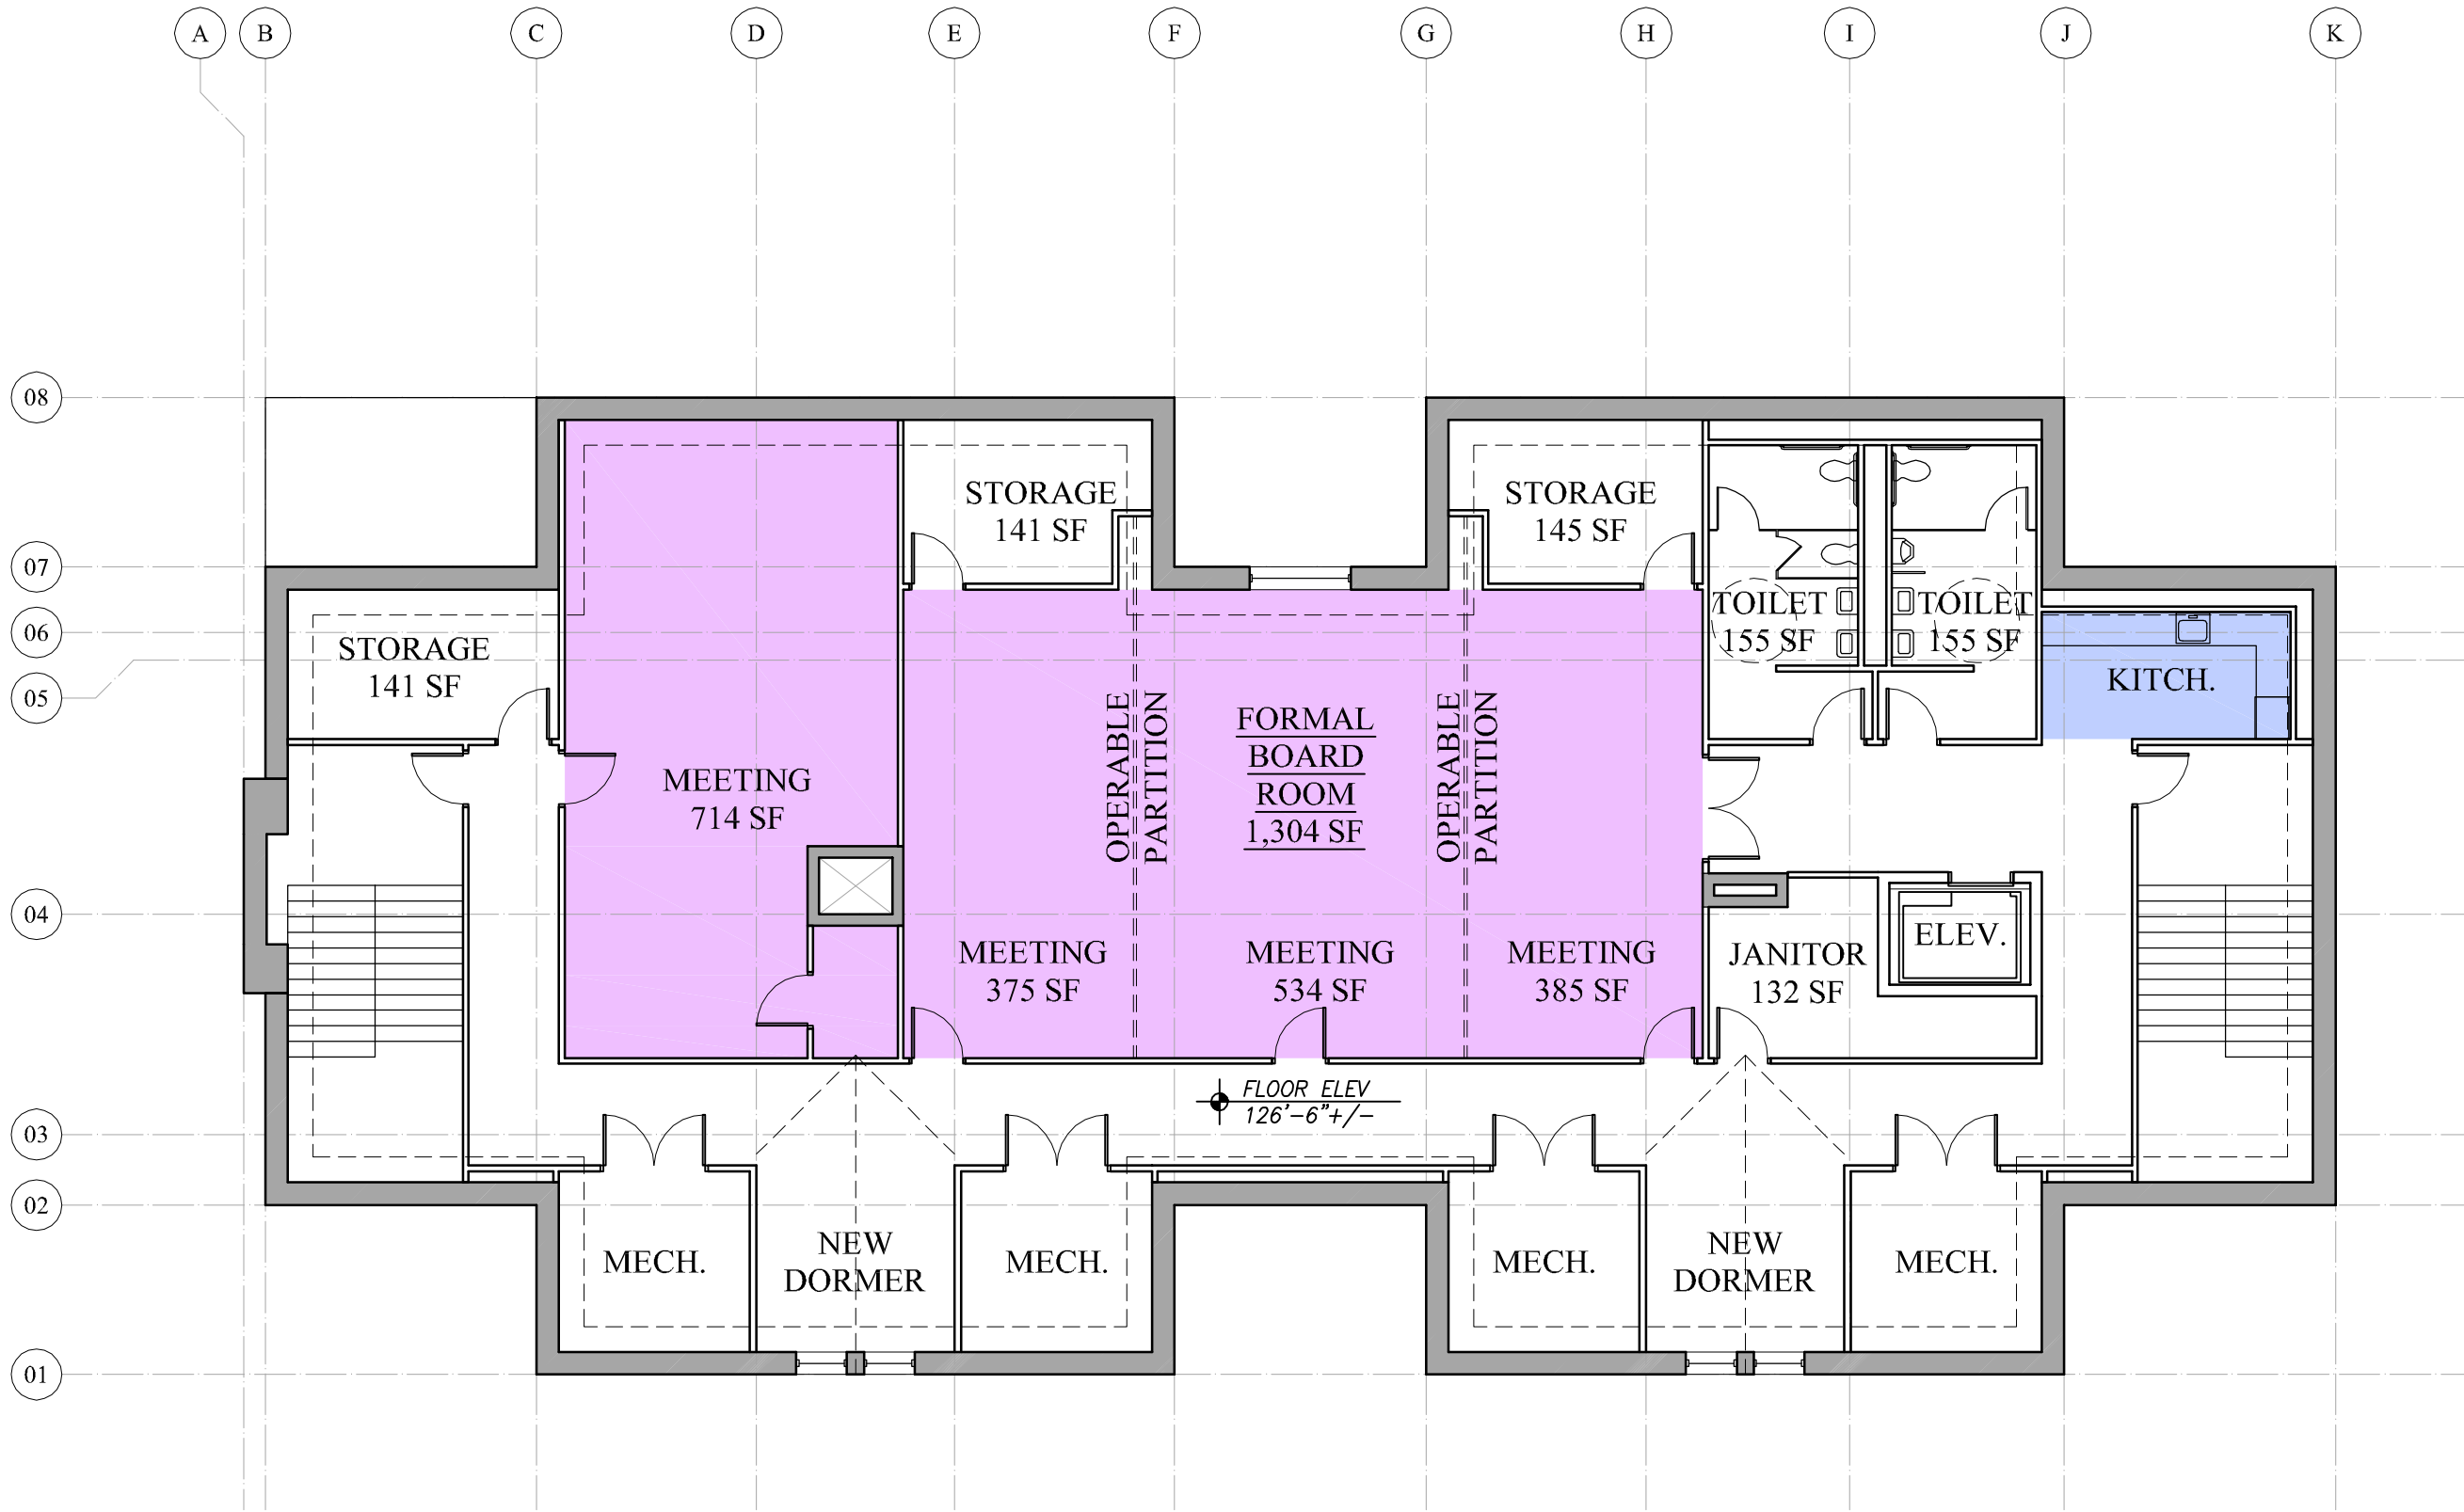 A B C D E F G H I J K
08
07
06
05
04
03
02
01
STORAGE
141 SF
STORAGE
145 SF
TOILET
155 SF
TOILET
155 SF
STORAGE
141 SF
KITCH.
MEETING
714 SF
OPERABLE
PARTITION
FORMAL
BOARD
ROOM
1,304 SF
OPERABLE
PARTITION
MEETING
375 SF
MEETING
534 SF
MEETING
385 SF
JANITOR
132 SF
ELEV.
FLOOR ELEV
126'-6"+/-
MECH.
NEW
DORMER
MECH.
MECH.
NEW
DORMER
MECH.